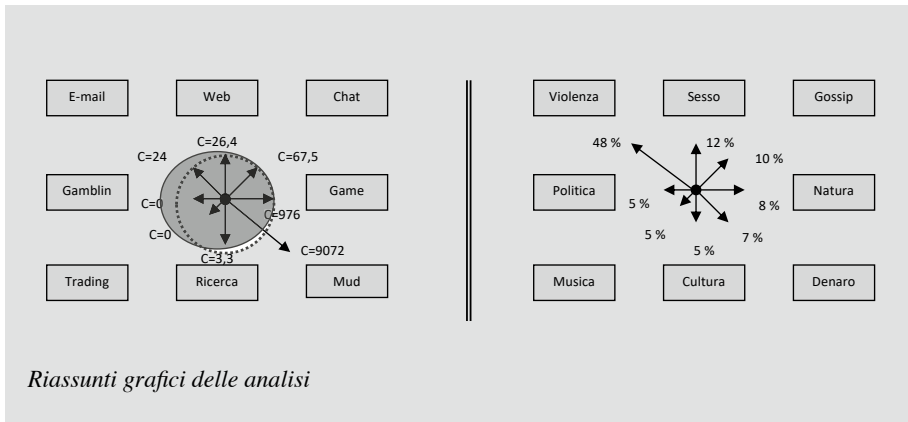 E-mail Web Chat
C=26,4
C=24 C=67,5
Gamblin Game
C=0 C=976
C=0
C=9072
C=3,3
Trading Ricerca Mud
Violenza Sesso Gossip
48 % 12 %
10 %
Politica Natura
5 % 8 %
5 % 7 %
5 %
Musica Cultura Denaro
Riassunti grafici delle analisi